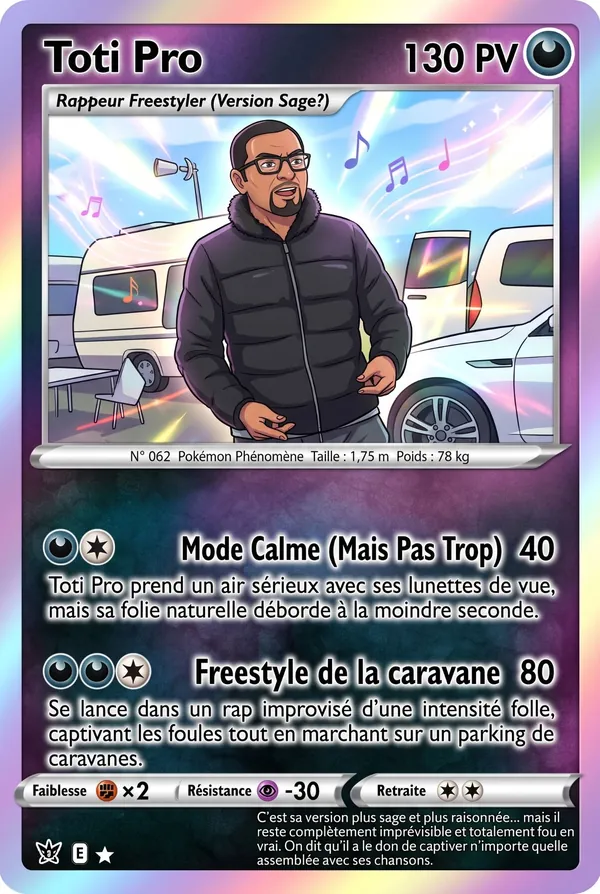 Toti Pro 130 PV
Rappeur Freestyler (Version Sage?)
N° 062 Pokémon Phénomène Taille : 1,75 m Poids : 78 kg
Mode Calme (Mais Pas Trop) 40
Toti Pro prend un air sérieux avec ses lunettes de vue,
mais sa folie naturelle déborde à la moindre seconde.
Freestyle de la caravane 80
Se lance dans un rap improvisé d’une intensité folle,
captivant les foules tout en marchant sur un parking de
caravanes.
Faiblesse ×2 Résistance -30 Retraite
C’est sa version plus sage et plus raisonnée... mais il
reste complètement imprévisible et totalement fou en
vrai. On dit qu’il a le don de captiver n’importe quelle
assemblée avec ses chansons.
E